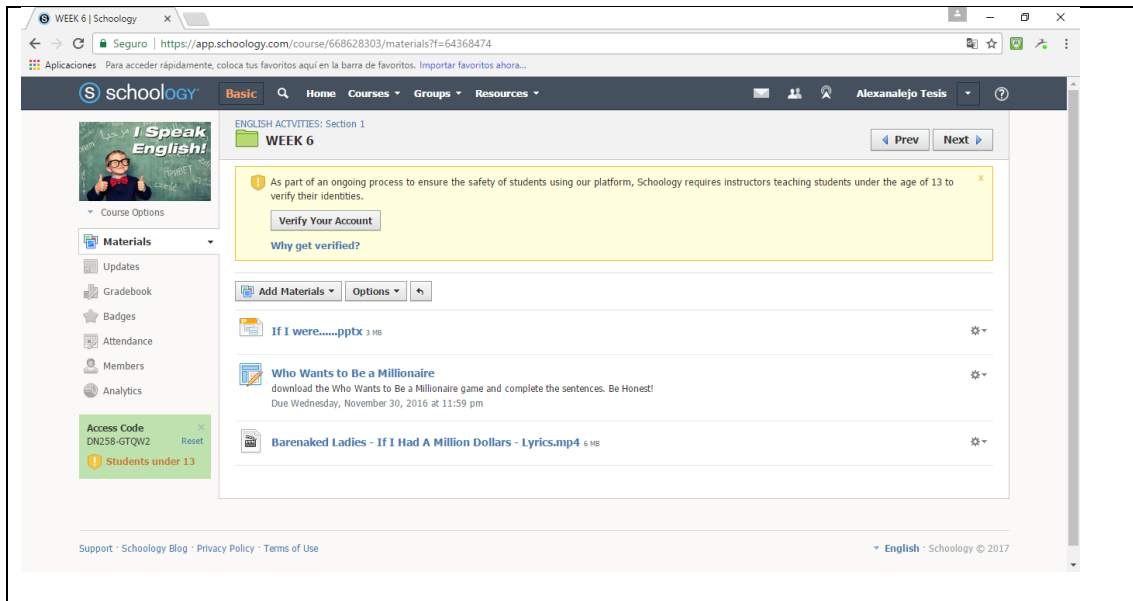 WEEK 6 | Schoology
Seguro | https://app.schoology.com/course/668628303/materials?f=64368474
Aplicaciones Para acceder rápidamente, coloca tus favoritos aquí en la barra de favoritos. Importar favoritos ahora...
S schoology Basic Home Courses Groups Resources Alexanalejo Tesis
I Speak
English!
ПРИВЕТ
Course Options
Materials
Updates
Gradebook
Badges
Attendance
Members
Analytics
Access Code
DN258-GTQW2 Reset
Students under 13
ENGLISH ACTVITIES: Section 1
WEEK 6
Prev Next
As part of an ongoing process to ensure the safety of students using our platform, Schoology requires instructors teaching students under the age of 13 to
verify their identities.
Verify Your Account
Why get verified?
Add Materials Options
If I were......pptx 3 MB
Who Wants to Be a Millionaire
download the Who Wants to Be a Millionaire game and complete the sentences. Be Honest!
Due Wednesday, November 30, 2016 at 11:59 pm
Barenaked Ladies - If I Had A Million Dollars - Lyrics.mp4 6 MB
Support · Schoology Blog · Privacy Policy · Terms of Use
English · Schoology © 2017